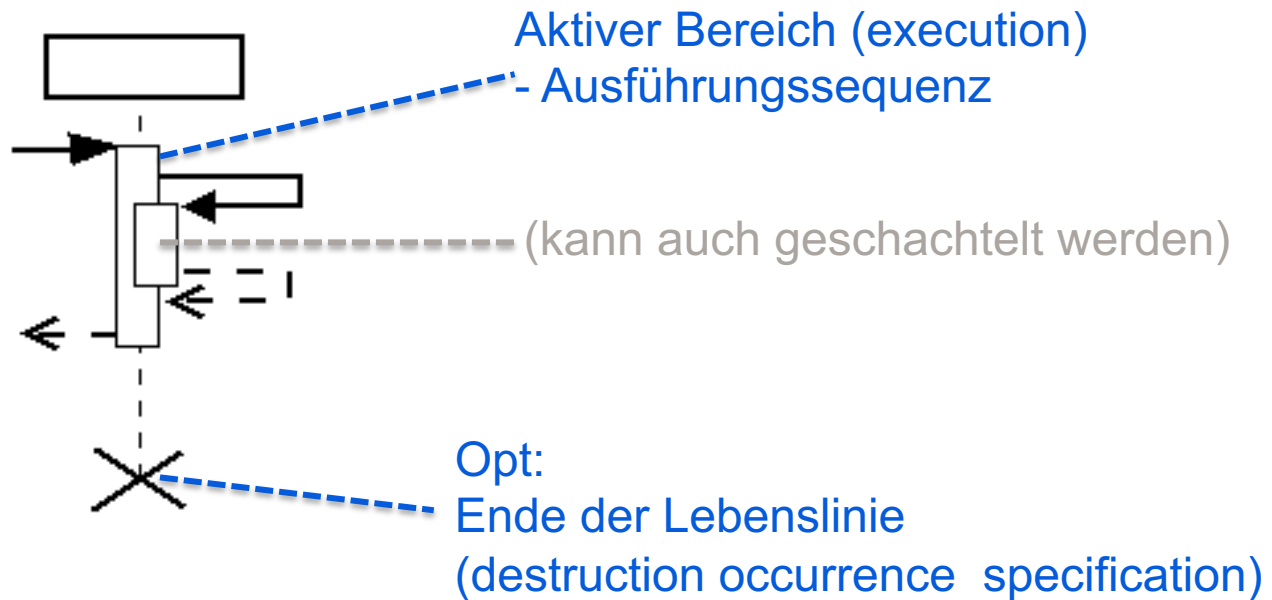 Aktiver Bereich (execution)
- Ausführungssequenz
(kann auch geschachtelt werden)
Opt:
Ende der Lebenslinie
(destruction occurrence specification)